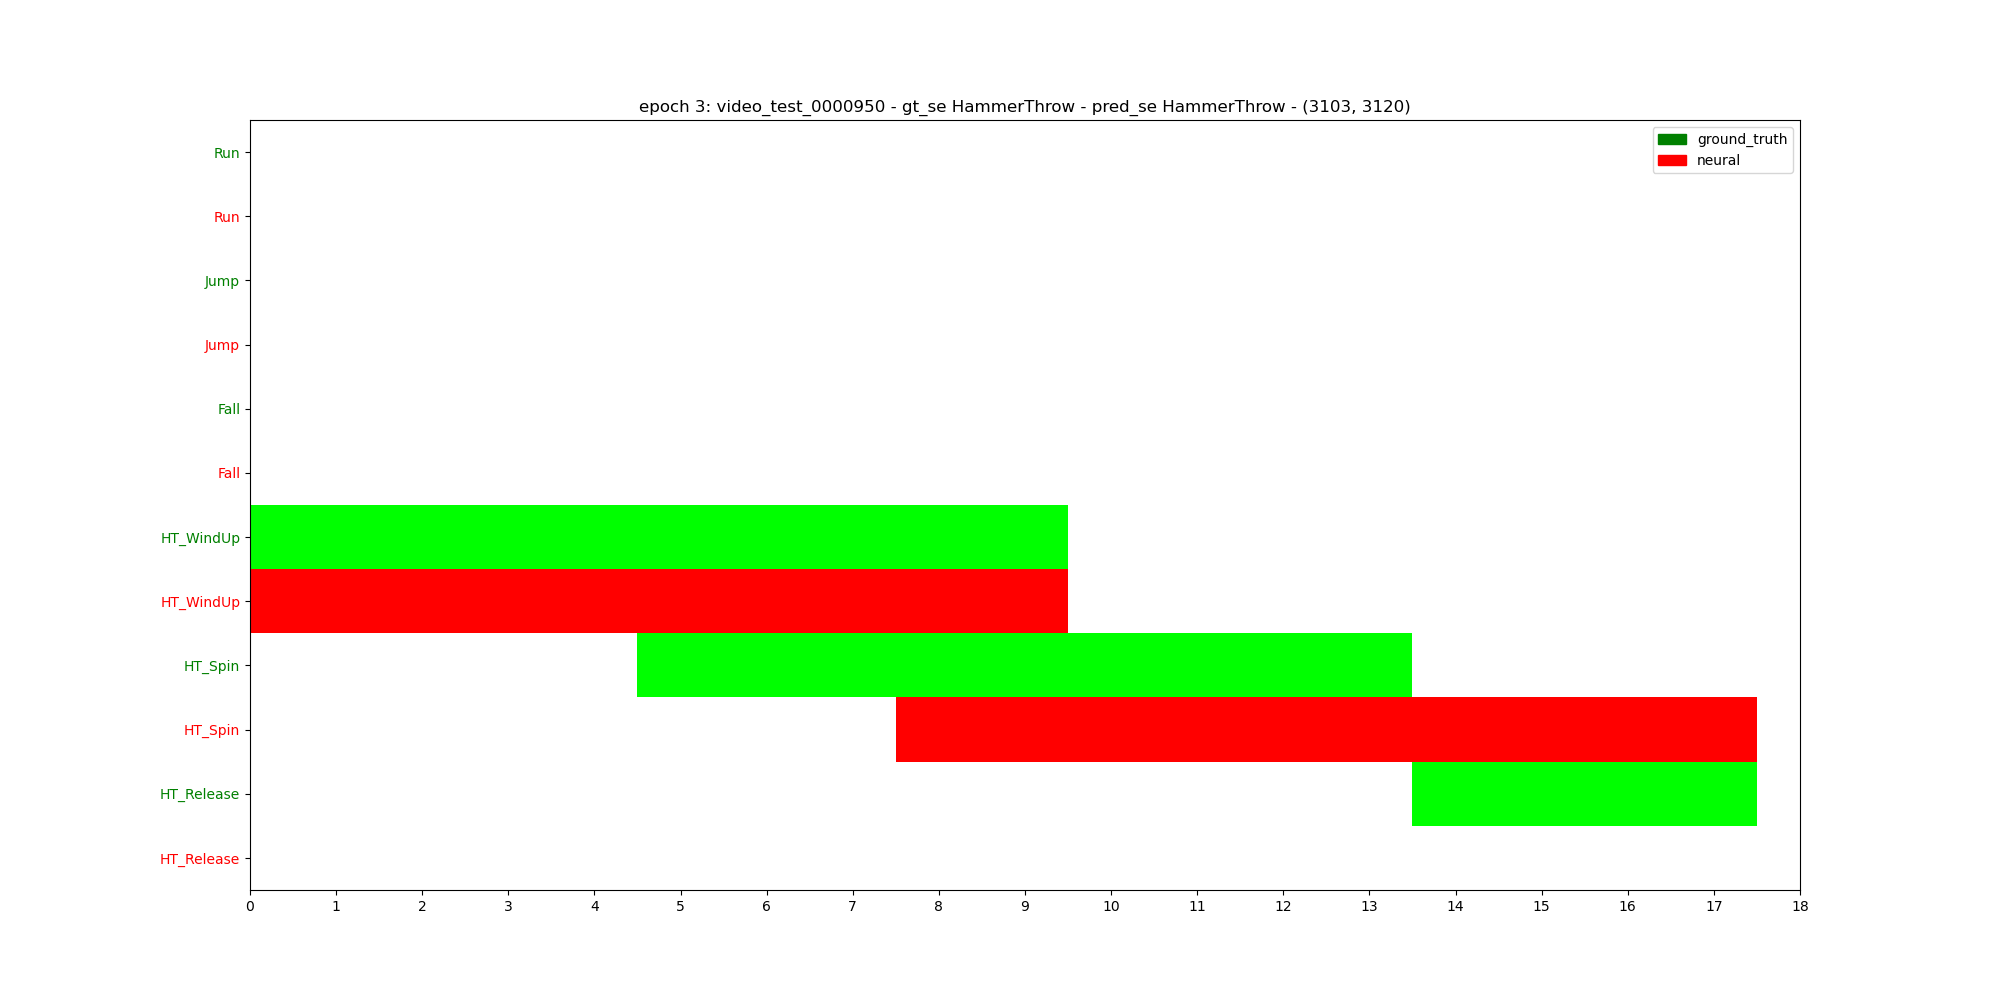 epoch 3: video_test_0000950 - gt_se HammerThrow - pred_se HammerThrow - (3103, 3120)
ground_truth
neural
Run
Run
Jump
Jump
Fall
Fall
HT_WindUp
HT_WindUp
HT_Spin
HT_Spin
HT_Release
HT_Release
0 1 2 3 4 5 6 7 8 9 10 11 12 13 14 15 16 17 18